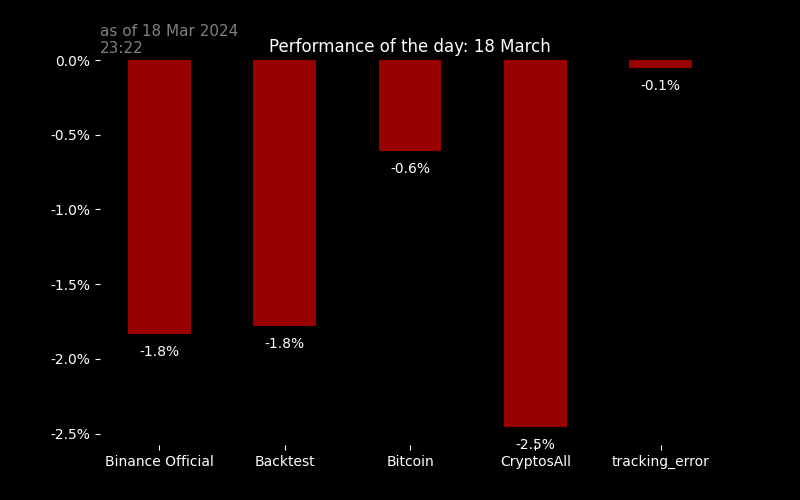 as of 18 Mar 2024
23:22
Performance of the day: 18 March
0.0%
-0.5%
-1.0%
-1.5%
-2.0%
-2.5%
-1.8%
-1.8%
-0.6%
-2.5%
-0.1%
Binance Official
Backtest
Bitcoin
CryptosAll
tracking_error